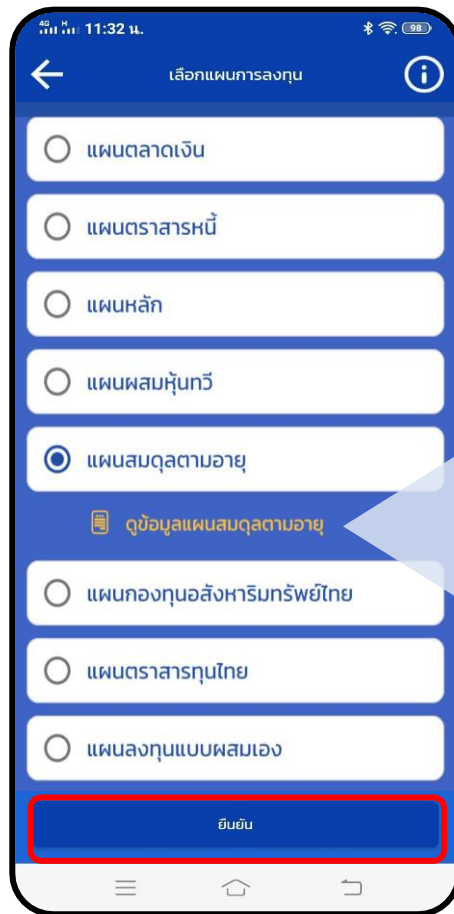 4G H 11:32 น. 98
เลือกแผนการลงทุน
แผนตลาดเงิน
แผนตราสารหนี้
แผนหลัก
แผนผสมหุ้นทวี
แผนสมดุลตามอายุ
ดูข้อมูลแผนสมดุลตามอายุ
แผนกองทุนอสังหาริมทรัพย์ไทย
แผนตราสารทุนไทย
แผนลงทุนแบบผสมเอง
ยืนยัน